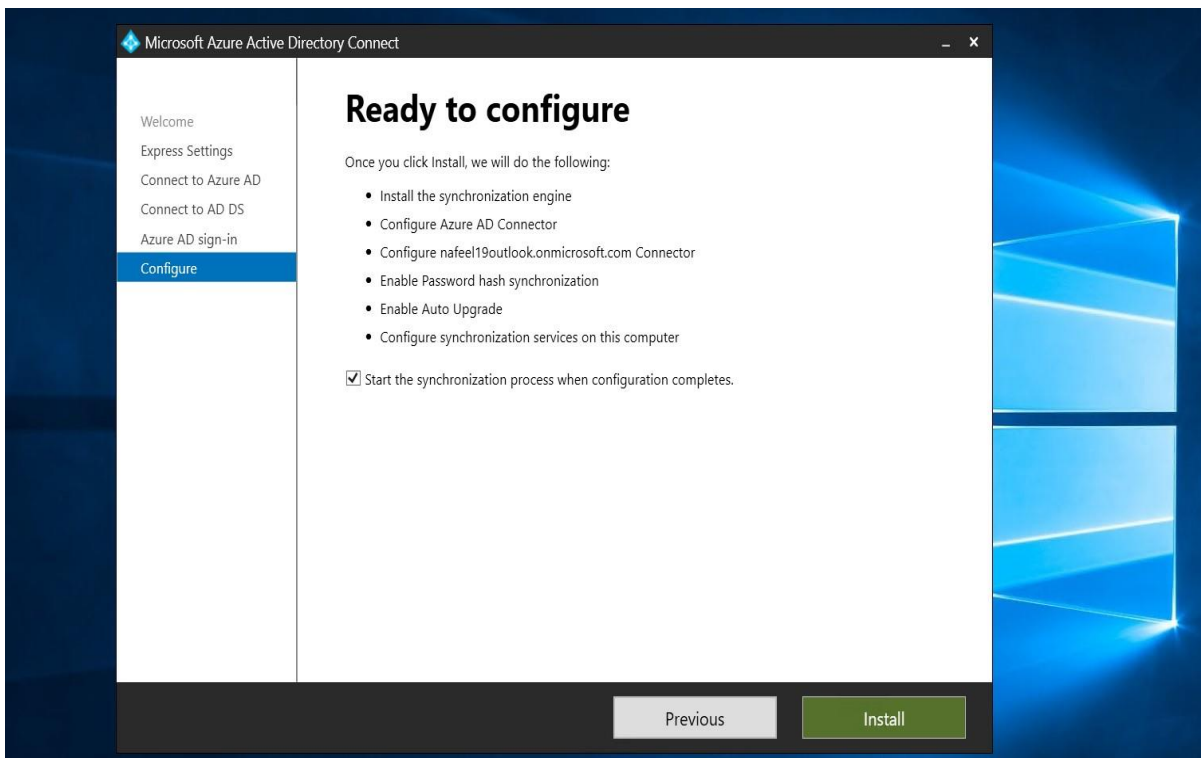 Microsoft Azure Active Directory Connect
Welcome
Express Settings
Connect to Azure AD
Connect to AD DS
Azure AD sign-in
Configure
Ready to configure
Once you click Install, we will do the following:
• Install the synchronization engine
• Configure Azure AD Connector
• Configure nafeel19outlook.onmicrosoft.com Connector
• Enable Password hash synchronization
• Enable Auto Upgrade
• Configure synchronization services on this computer
Start the synchronization process when configuration completes.
Previous
Install